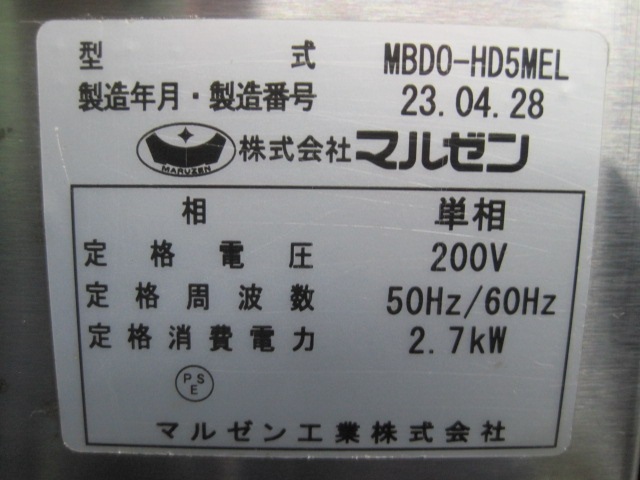 型式 MBDO-HD5MEL
製造年月・製造番号 23.04.28
MARUZEN 株式会社マルゼン
相 単相
定格電圧 200V
定格周波数 50Hz/60Hz
定格消費電力 2.7kW
PSE
マルゼン工業株式会社